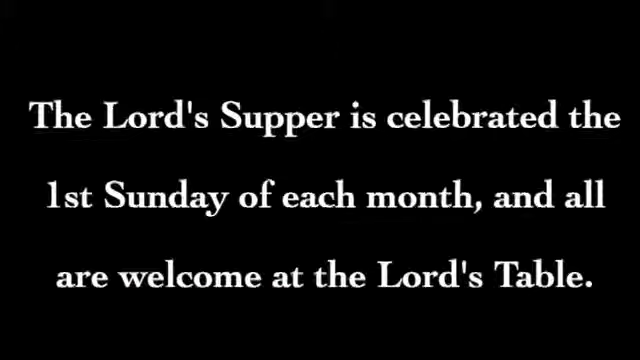 The Lord's Supper is celebrated the
1st Sunday of each month, and all
are welcome at the Lord's Table.